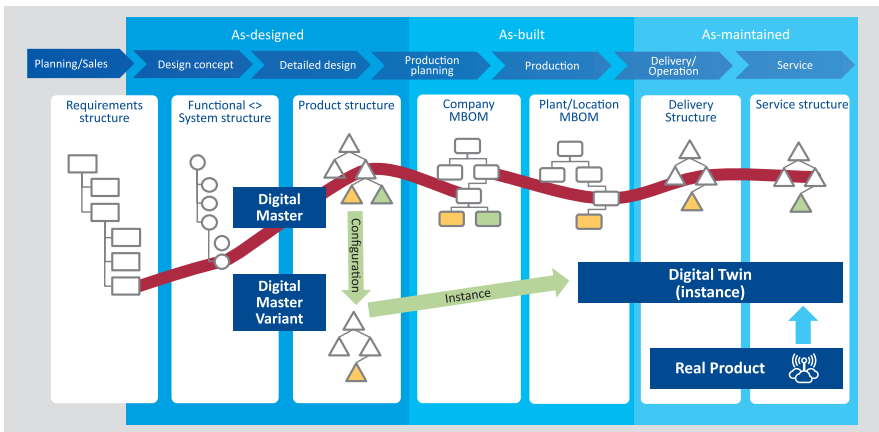 As-designed
As-built
As-maintained
Planning/Sales
Design concept
Detailed design
Production
planning
Production
Delivery/
Operation
Service
Requirements
structure
Functional <>
System structure
Product structure
Company
MBOM
Plant/Location
MBOM
Delivery
Structure
Service structure
Digital
Master
Configuration
Digital
Master
Variant
Instance
Digital Twin
(instance)
Real Product